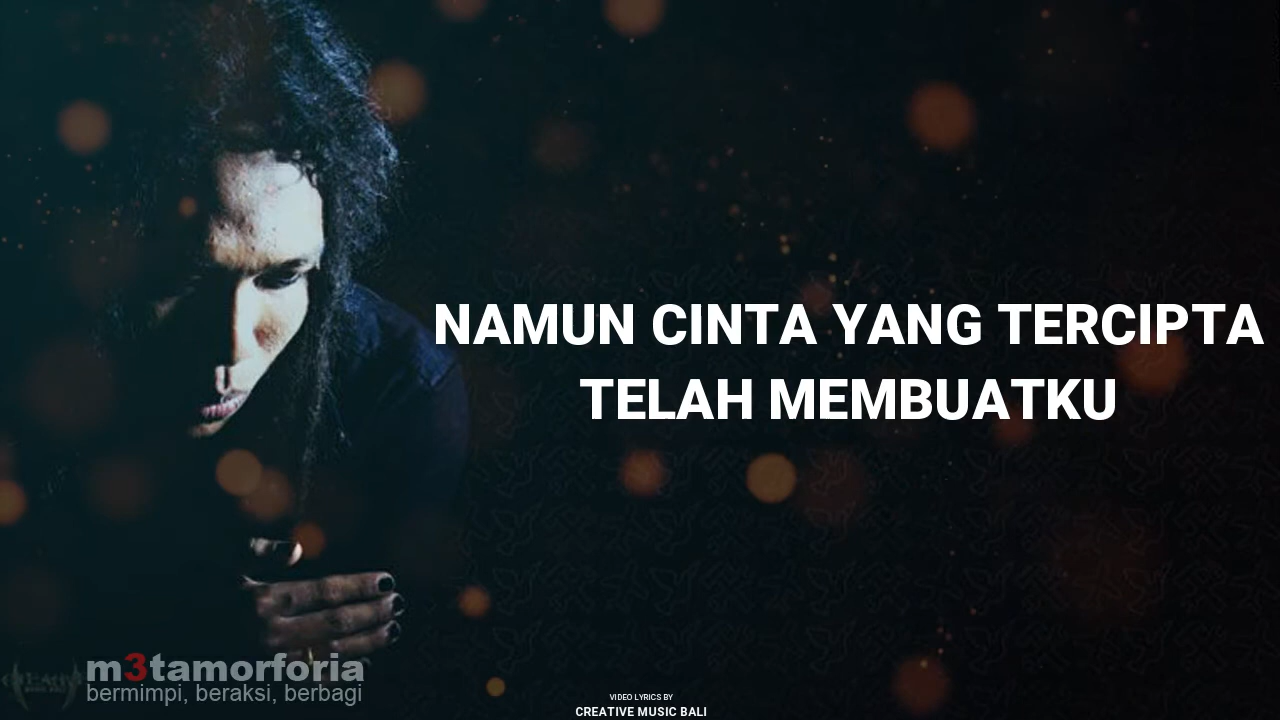 NAMUN CINTA YANG TERCIPTA
TELAH MEMBUATKU
m3tamorforia
bermimpi, beraksi, berbagi
VIDEO LYRICS BY
CREATIVE MUSIC BALI